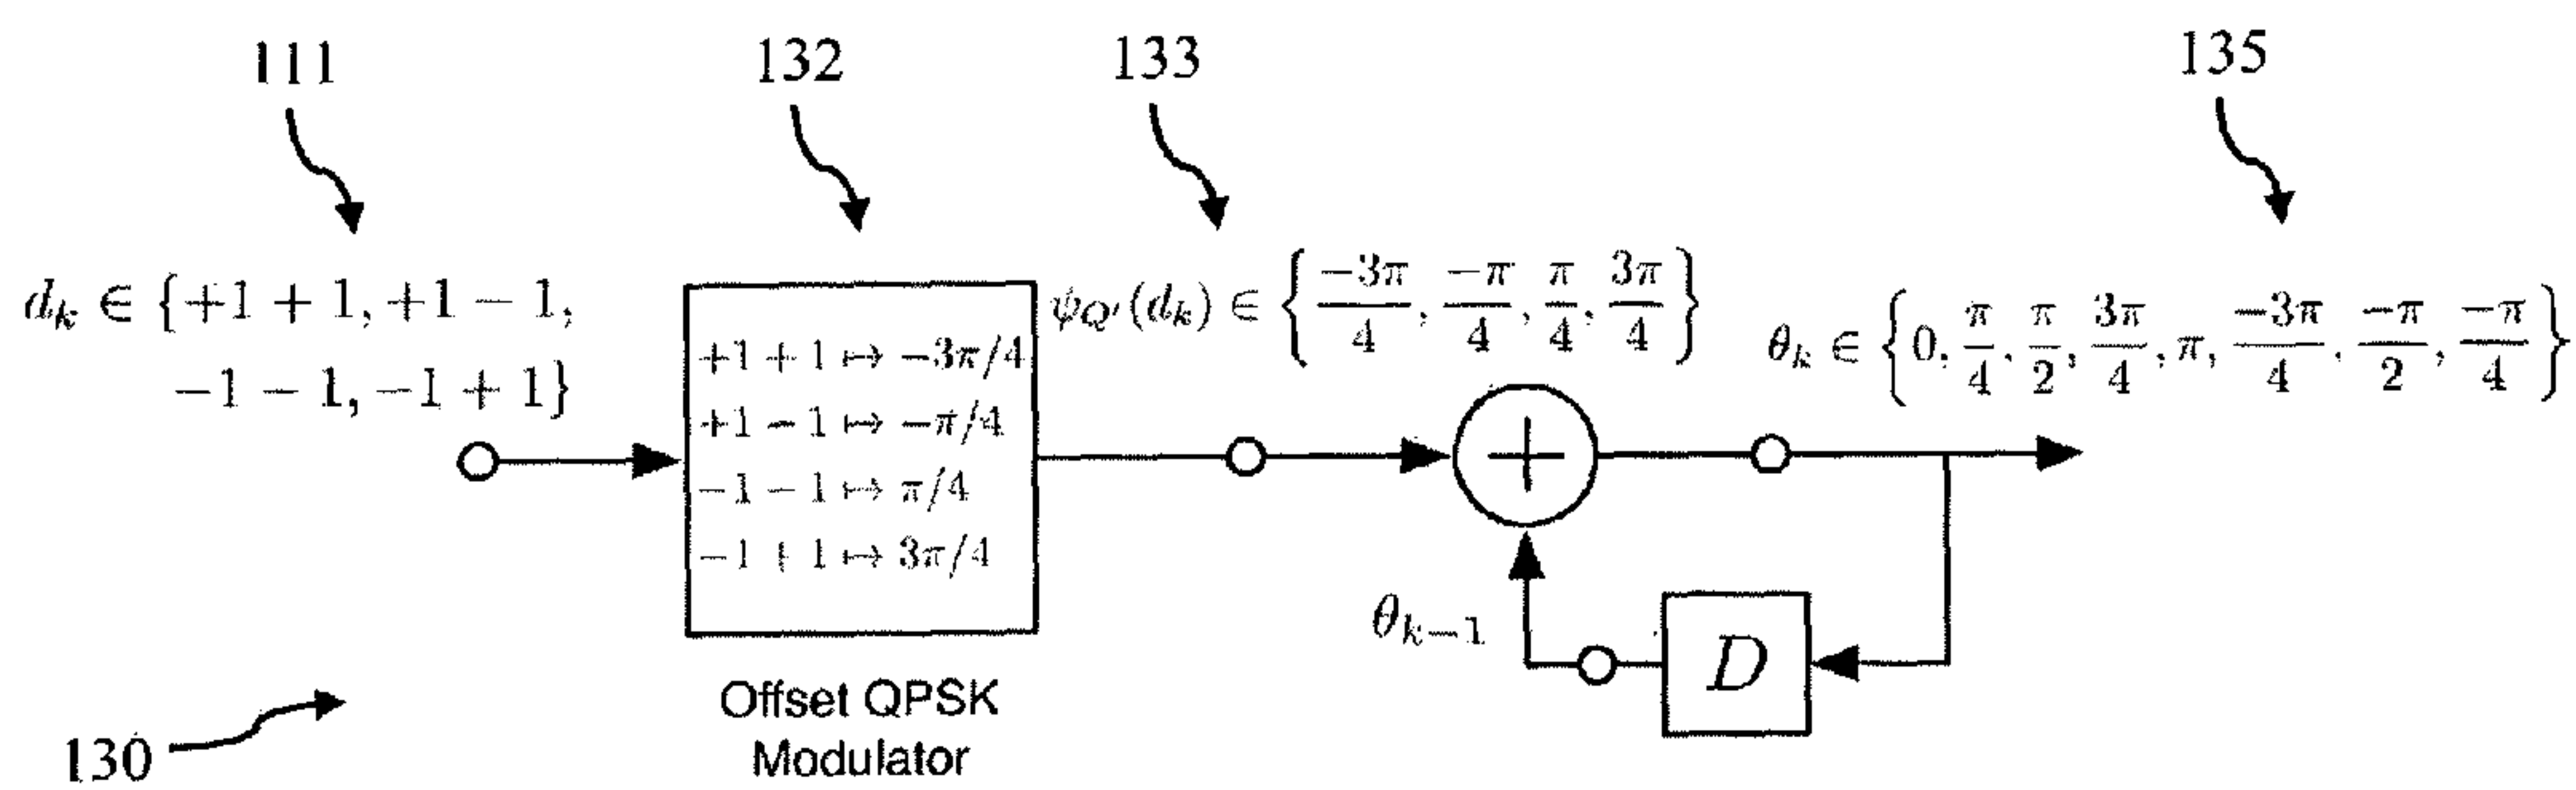 111
132
133
135
d_k ∈ {+1 + 1, +1 − 1,
−1 − 1, −1 + 1}
+1 + 1 ↦ −3π/4
+1 − 1 ↦ −π/4
−1 − 1 ↦ π/4
−1 + 1 ↦ 3π/4
Offset QPSK
Modulator
ψ_{Q'}(d_k) ∈ {−3π/4, −π/4, π/4, 3π/4}
θ_k ∈ {0, π/4, π/2, 3π/4, π, −3π/4, −π/2, −π/4}
+
θ_{k−1}
D
130